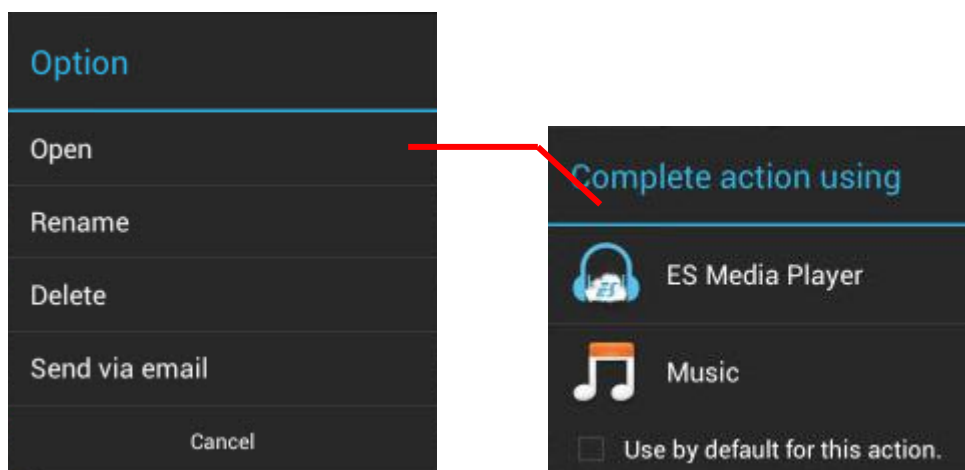 Option
Open
Rename
Delete
Send via email
Cancel
Complete action using
ES
ES Media Player
Music
Use by default for this action.